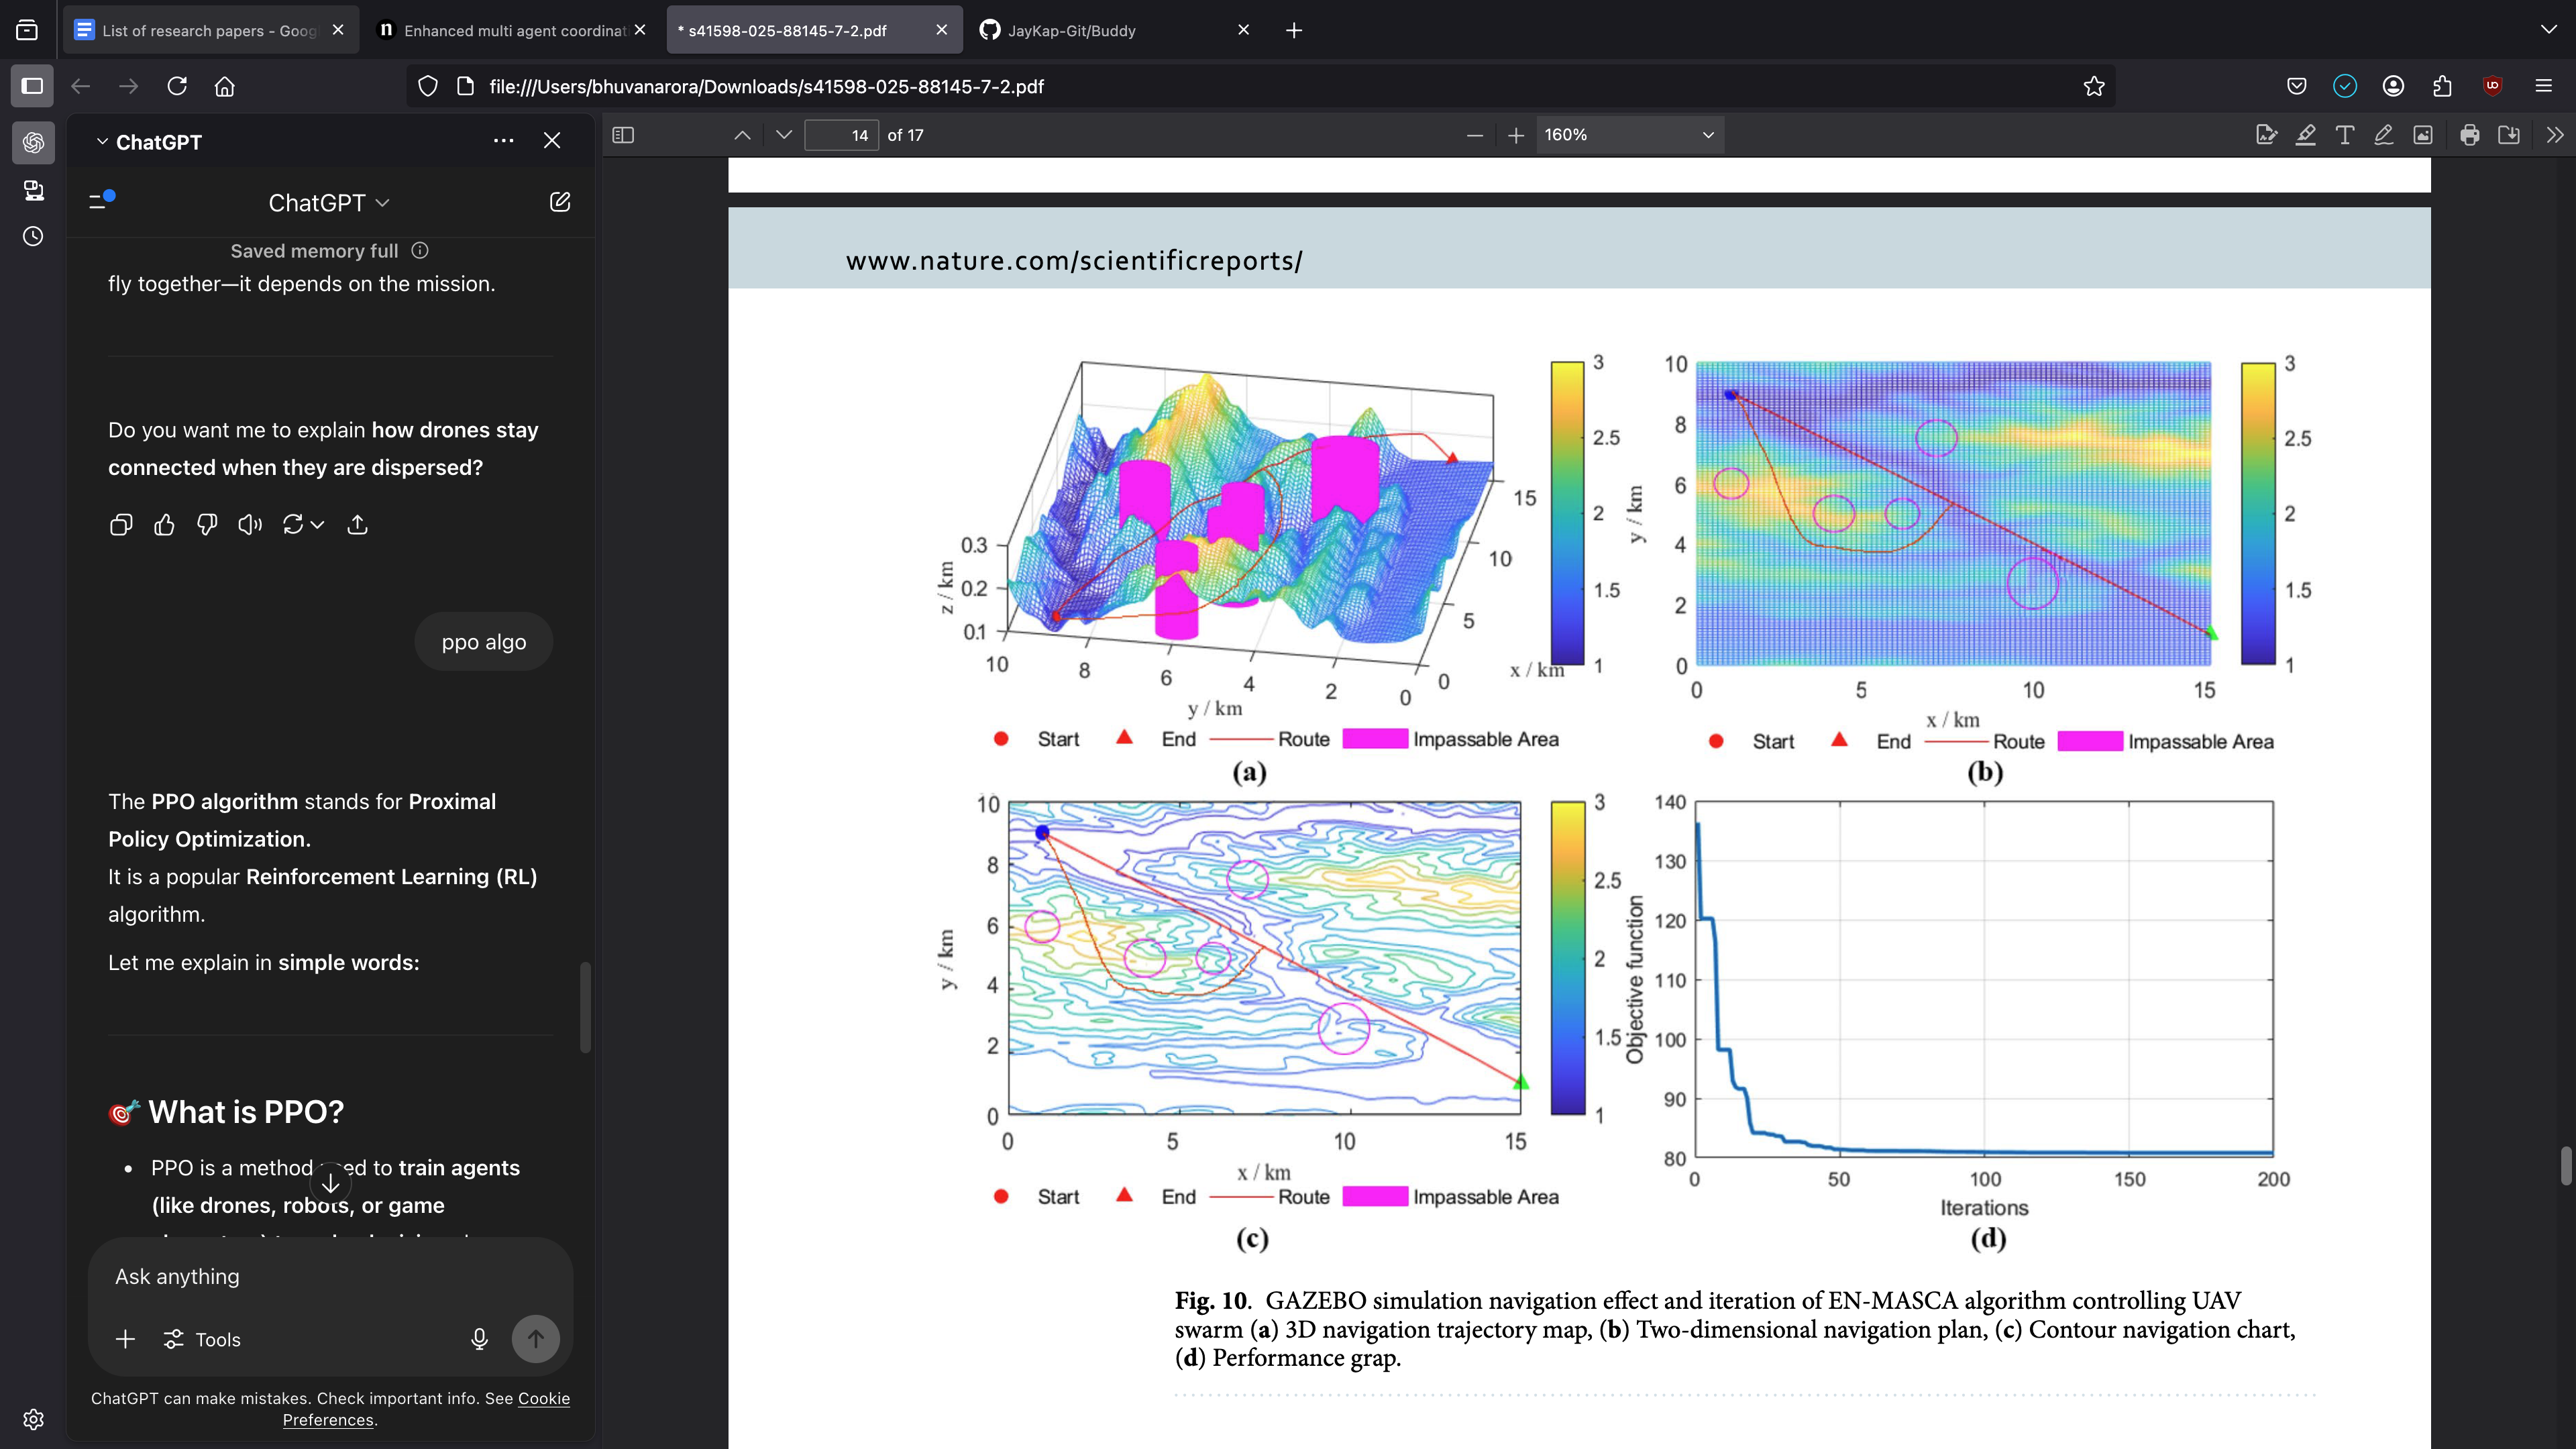 List of research papers - Goog
Enhanced multi agent coordinat
* s41598-025-88145-7-2.pdf
JayKap-Git/Buddy
file:///Users/bhuvanarora/Downloads/s41598-025-88145-7-2.pdf
ChatGPT
14 of 17
160%
ChatGPT
Saved memory full
fly together—it depends on the mission.
Do you want me to explain how drones stay
connected when they are dispersed?
ppo algo
The PPO algorithm stands for Proximal
Policy Optimization.
It is a popular Reinforcement Learning (RL)
algorithm.
Let me explain in simple words:
🎯 What is PPO?
• PPO is a method used to train agents
(like drones, robots, or game
Ask anything
Tools
ChatGPT can make mistakes. Check important info. See Cookie
Preferences.
www.nature.com/scientificreports/
0.3
0.2
0.1
z / km
10
8
6
4
2
0
y / km
0
5
10
15
x / km
3
2.5
2
1.5
1
Start End Route Impassable Area
(a)
10
8
6
4
2
0
y / km
0
5
10
15
x / km
3
2.5
2
1.5
1
Start End Route Impassable Area
(b)
10
8
6
4
2
0
y / km
0
5
10
15
x / km
3
2.5
2
1.5
1
Start End Route Impassable Area
(c)
140
130
120
110
100
90
80
Objective function
0
50
100
150
200
Iterations
(d)
Fig. 10. GAZEBO simulation navigation effect and iteration of EN-MASCA algorithm controlling UAV
swarm (a) 3D navigation trajectory map, (b) Two-dimensional navigation plan, (c) Contour navigation chart,
(d) Performance grap.